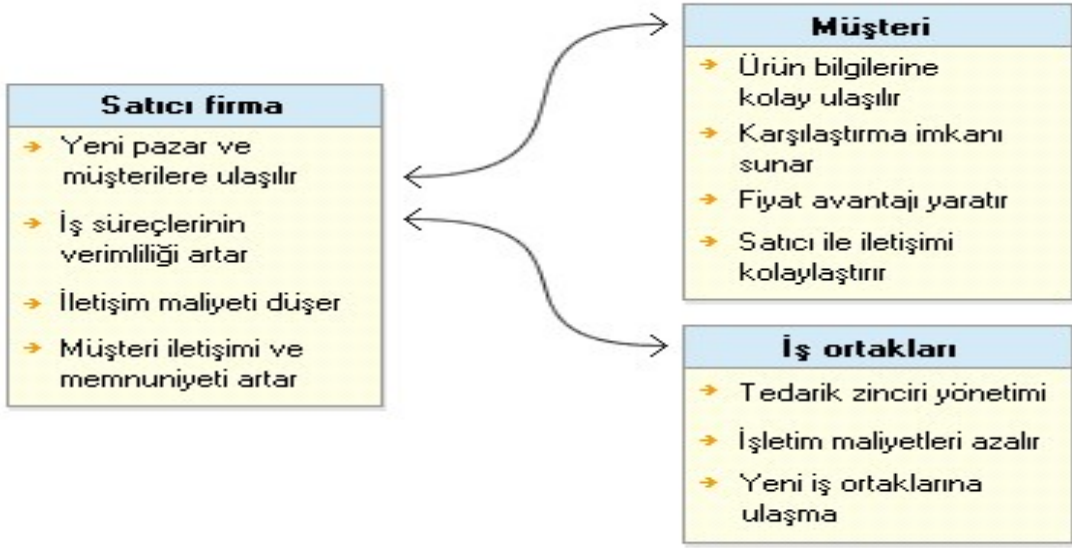 Satıcı firma
Yeni pazar ve
müşterilere ulaşılır
İş süreçlerinin
verimliliği artar
İletişim maliyeti düşer
Müşteri iletişimi ve
memnuniyeti artar
Müşteri
Ürün bilgilerine
kolay ulaşılır
Karşılaştırma imkanı
sunar
Fiyat avantajı yaratır
Satıcı ile iletişimi
kolaylaştırır
İş ortakları
Tedarik zinciri yönetimi
İşletim maliyetleri azalır
Yeni iş ortaklarına
ulaşma